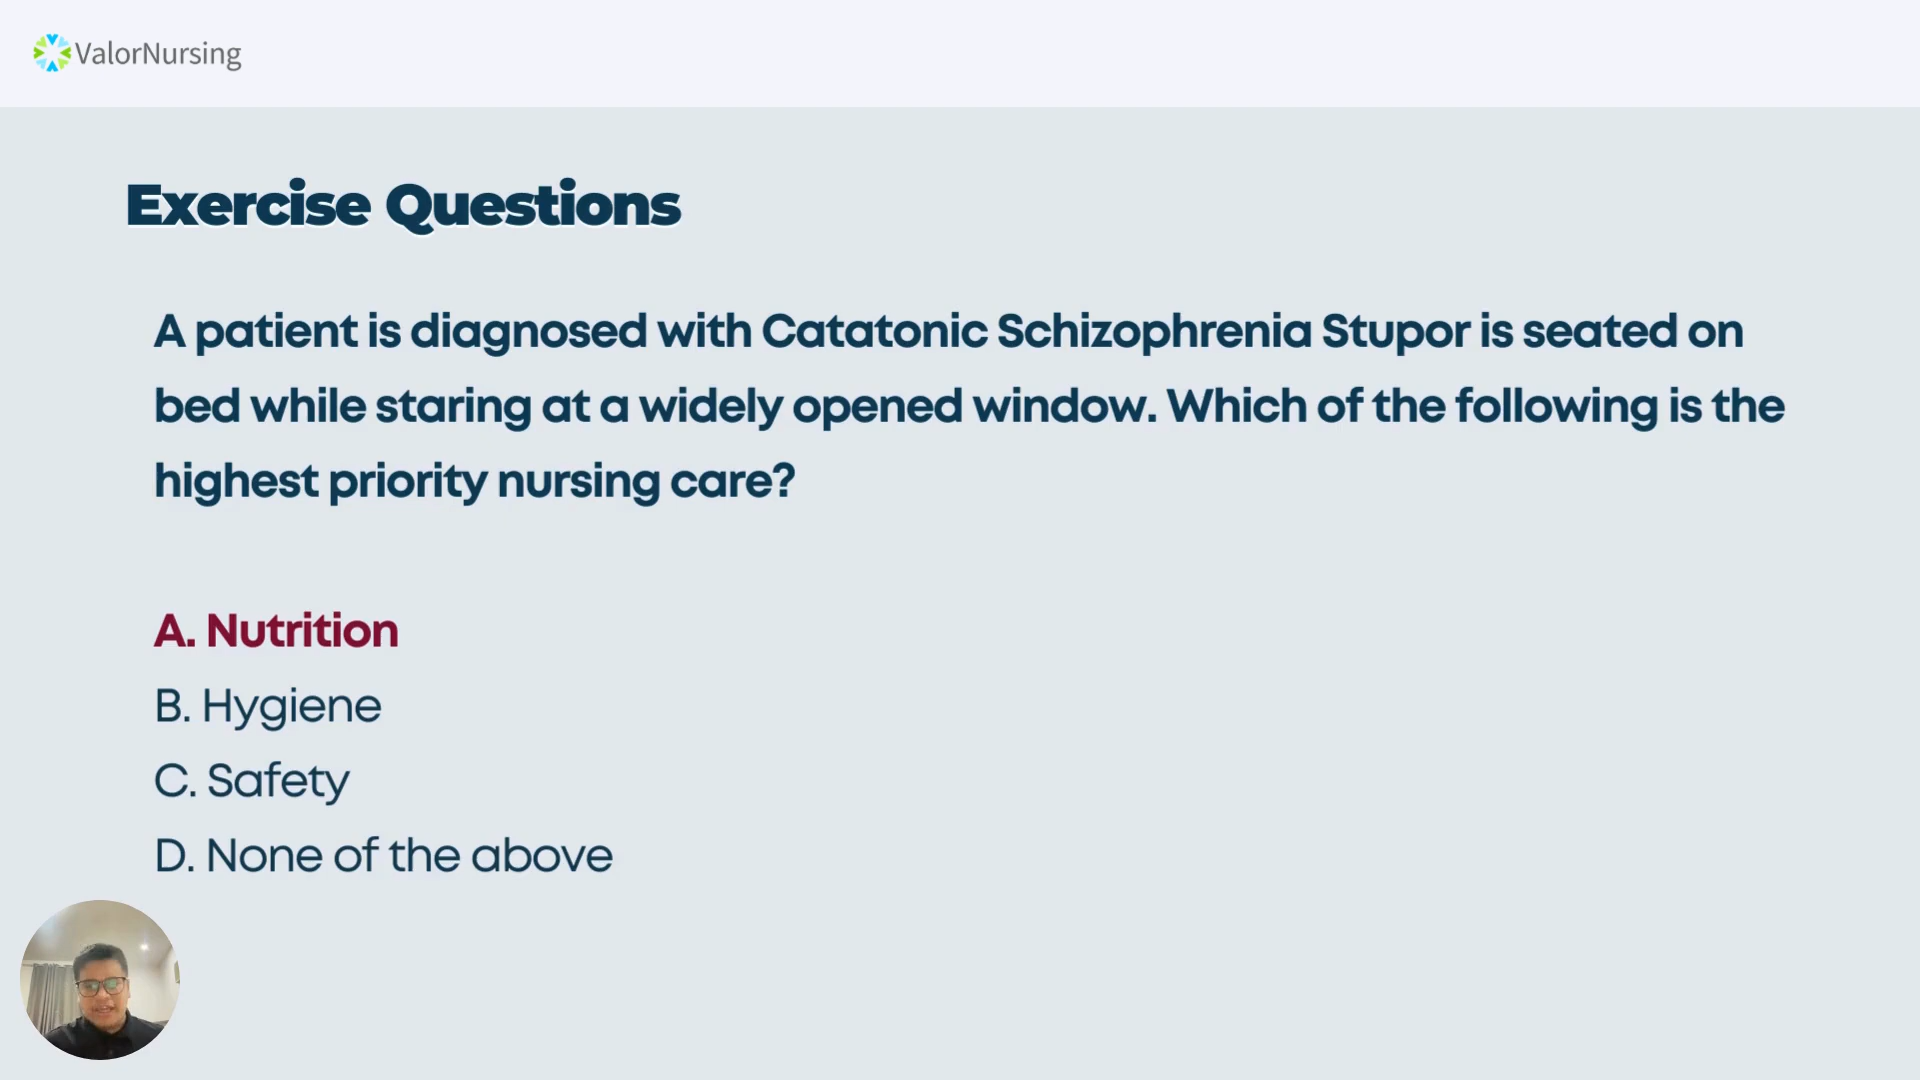 ValorNursing
Exercise Questions
A patient is diagnosed with Catatonic Schizophrenia Stupor is seated on
bed while staring at a widely opened window. Which of the following is the
highest priority nursing care?
A. Nutrition
B. Hygiene
C. Safety
D. None of the above